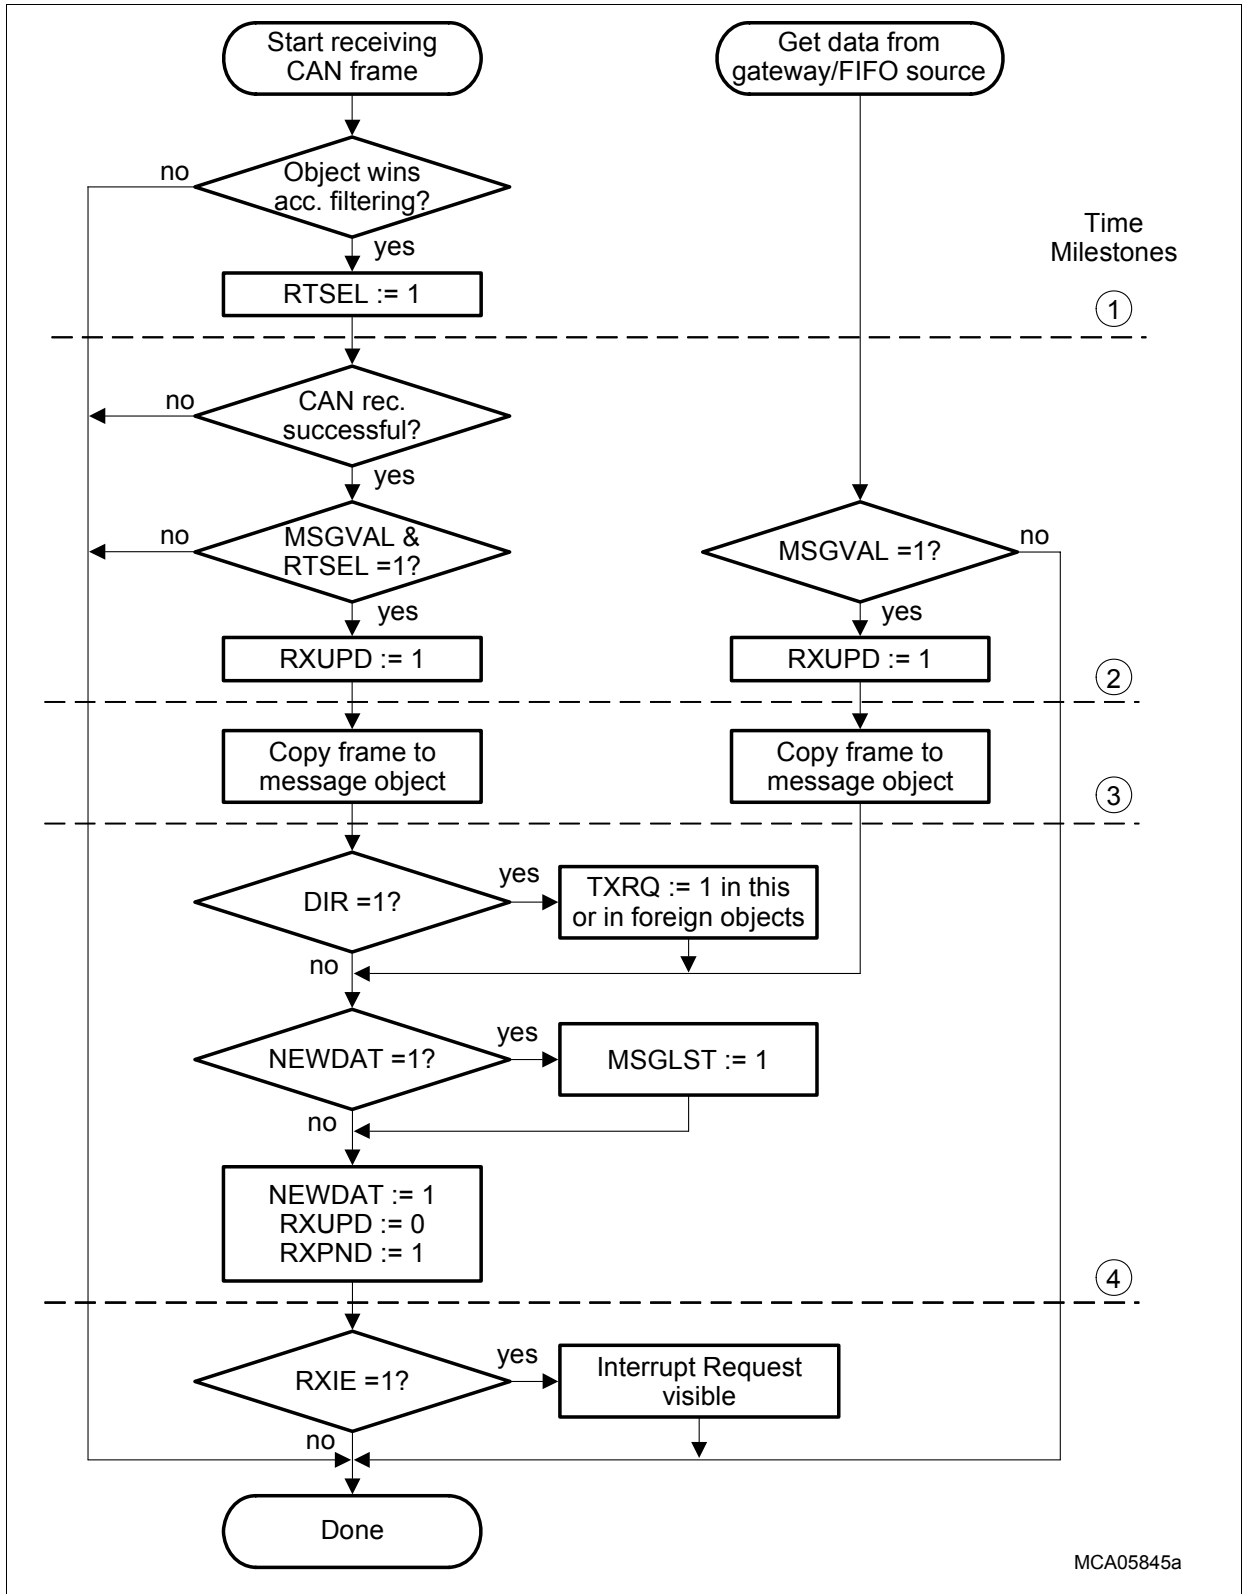 Start receiving
CAN frame
Get data from
gateway/FIFO source
no
Object wins
acc. filtering?
yes
Time
Milestones
RTSEL := 1
1
no
CAN rec.
successful?
yes
no
MSGVAL &
RTSEL =1?
yes
MSGVAL =1?
no
yes
RXUPD := 1
RXUPD := 1
2
Copy frame to
message object
Copy frame to
message object
3
DIR =1?
yes
TXRQ := 1 in this
or in foreign objects
no
NEWDAT =1?
yes
MSGLST := 1
no
NEWDAT := 1
RXUPD := 0
RXPND := 1
4
RXIE =1?
yes
Interrupt Request
visible
no
Done
MCA05845a